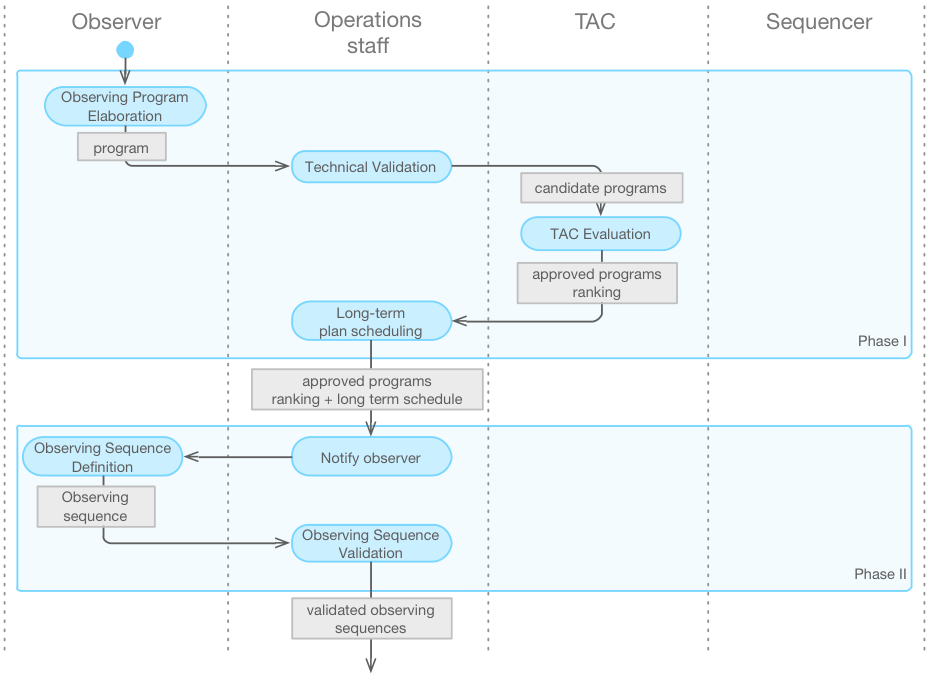 Observer
Operations
staff
TAC
Sequencer
Observing Program
Elaboration
program
Technical Validation
candidate programs
TAC Evaluation
approved programs
ranking
Long-term
plan scheduling
Phase I
approved programs
ranking + long term schedule
Observing Sequence
Definition
Notify observer
Observing
sequence
Observing Sequence
Validation
Phase II
validated observing
sequences